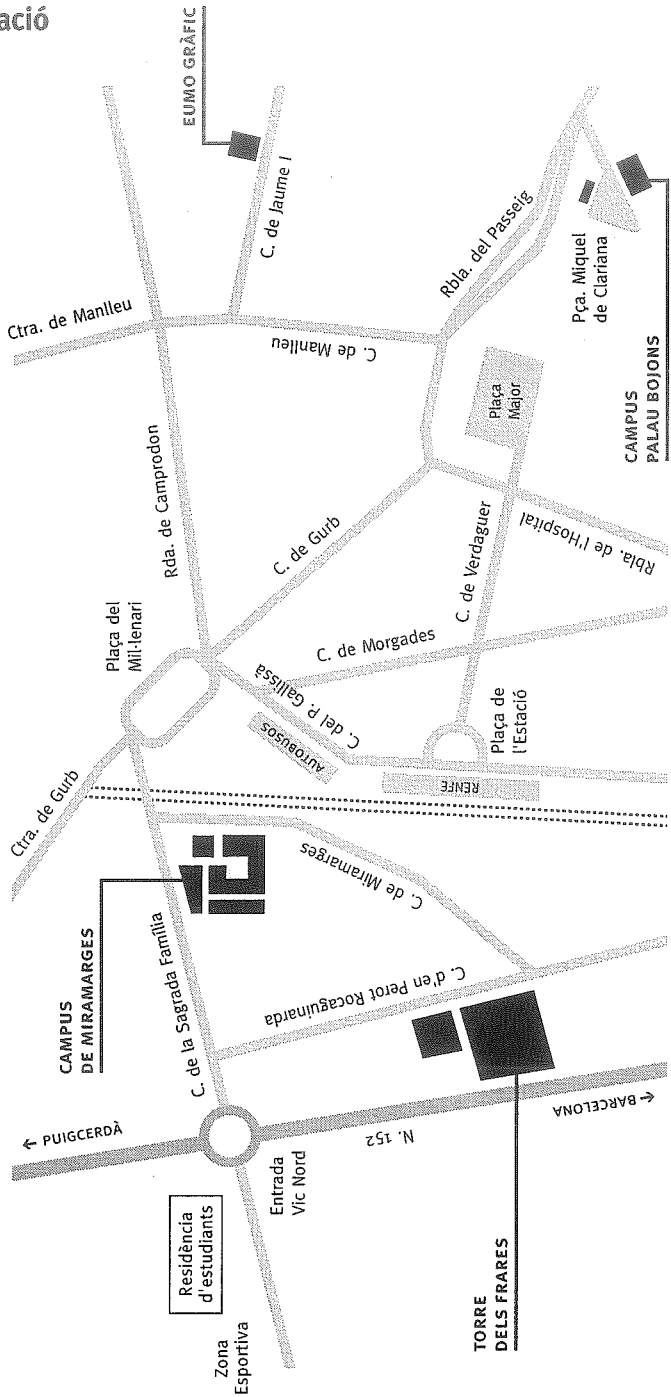 ació
EUMO GRÀFIC
C. de Jaume I
Ctra. de Manlleu
C. de Manlleu
Rbla. del Passeig
Pça. Miquel
de Clariana
CAMPUS
PALAU BOJONS
Plaça
Major
Rda. de Camprodon
C. de Gurb
C. de Verdaguer
Rbla. de l'Hospital
Plaça del
Mil·lenari
C. de Morgades
C. del P. Gallissà
AUTOBUSOS
Plaça de
l'Estació
RENFE
Ctra. de Gurb
CAMPUS
DE MIRAMARGES
C. de la Sagrada Família
C. de Miramarges
C. d'en Perot Rocaguinarda
← PUIGCERDÀ
N. 152
← BARCELONA
Entrada
Vic Nord
Residència
d'estudiants
Zona
Esportiva
TORRE
DELS FRARES